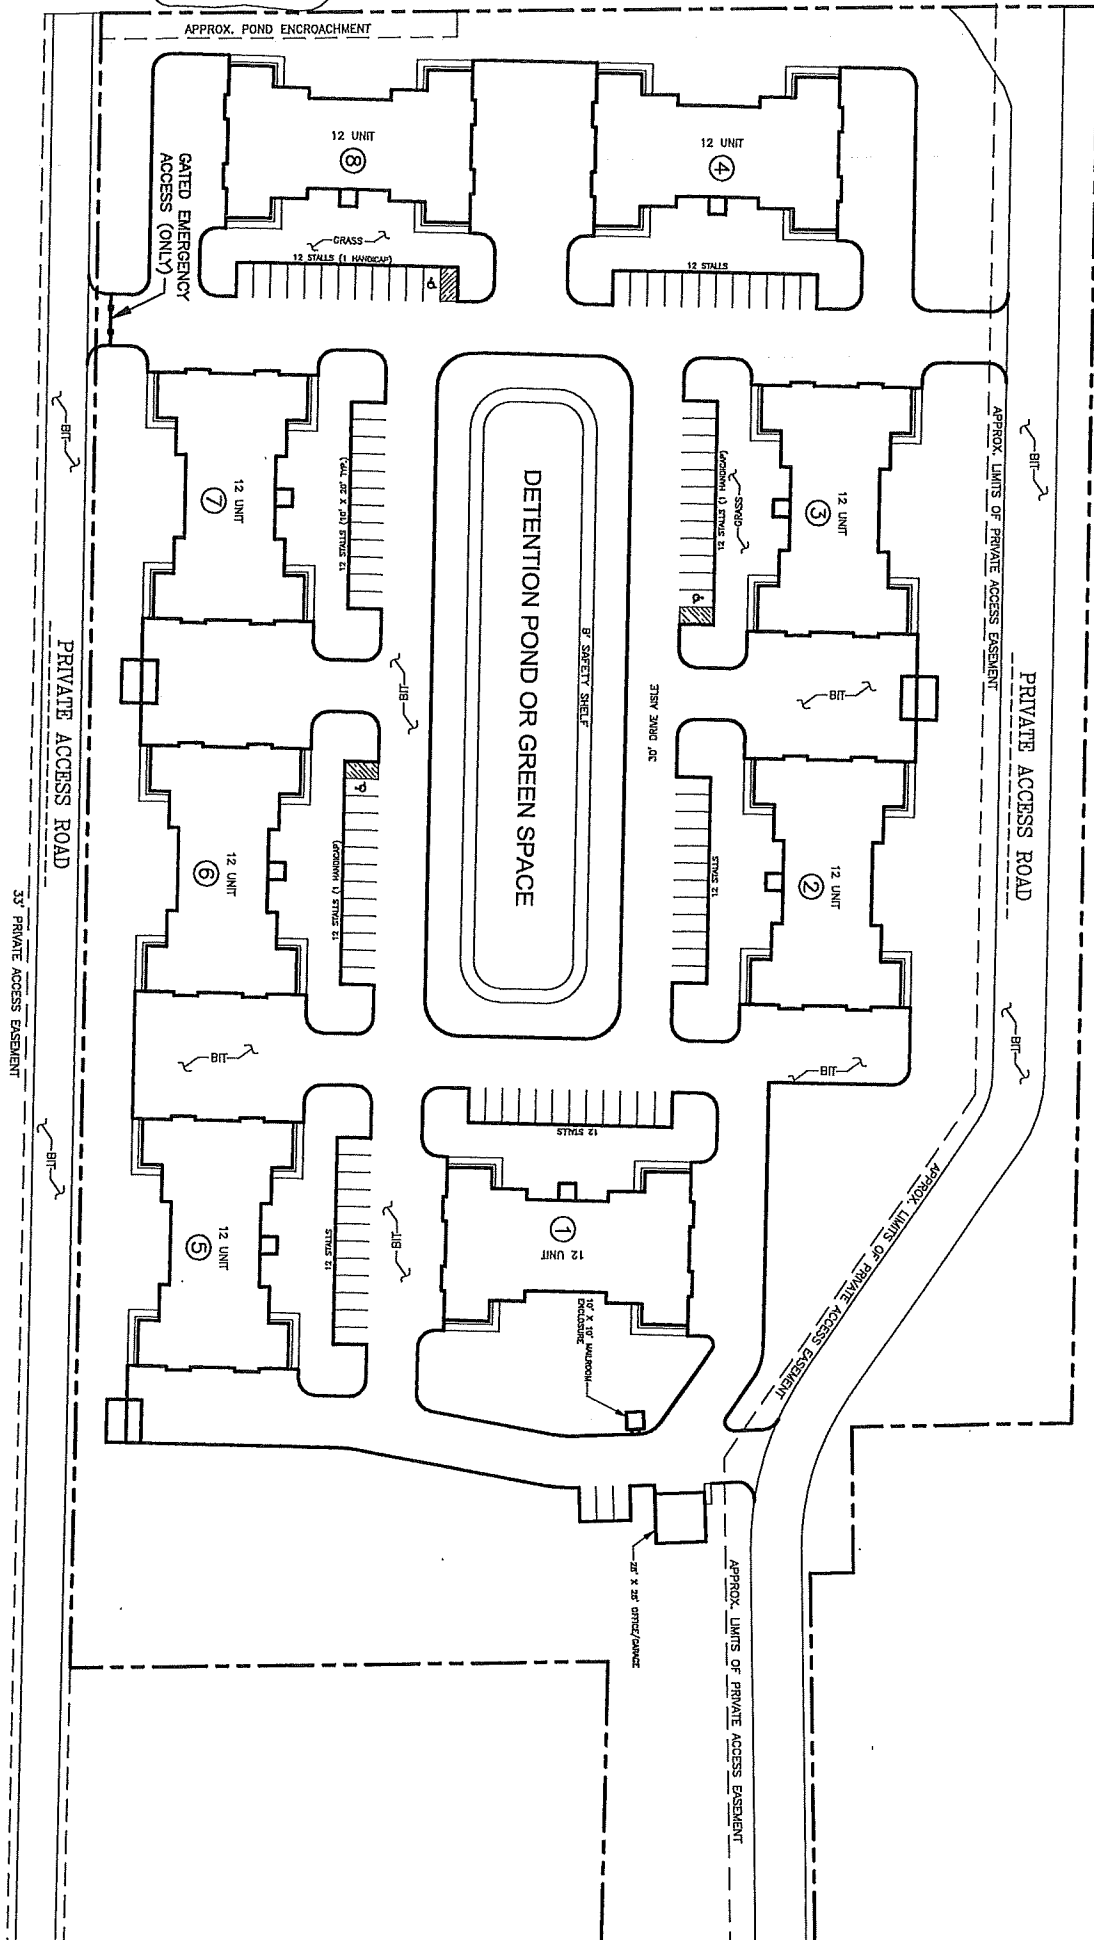 APPROX. POND ENCROACHMENT
12 UNIT
8
12 UNIT
4
GATED EMERGENCY
ACCESS (ONLY)
GRASS
12 STALLS (1 HANDICAP)
12 STALLS
APPROX. LIMITS OF PRIVATE ACCESS EASEMENT
BIT
BIT
12 UNIT
7
12 STALLS (10' X 20' TYP.)
DETENTION POND OR GREEN SPACE
8' SAFETY SHELF
12 STALLS (1 HANDICAP)
GRASS
12 UNIT
3
PRIVATE ACCESS ROAD
BIT
30' DRIVE AISLE
BIT
PRIVATE ACCESS ROAD
12 UNIT
6
12 STALLS (1 HANDICAP)
12 STALLS
12 UNIT
2
33' PRIVATE ACCESS EASEMENT
BIT
BIT
BIT
BIT
12 STALLS
12 UNIT
5
12 STALLS
BIT
1
12 UNIT
APPROX. LIMITS OF PRIVATE ACCESS EASEMENT
10' X 10' MAILROOM
ENCLOSURE
28' X 28' OFFICE/GARAGE
APPROX. LIMITS OF PRIVATE ACCESS EASEMENT